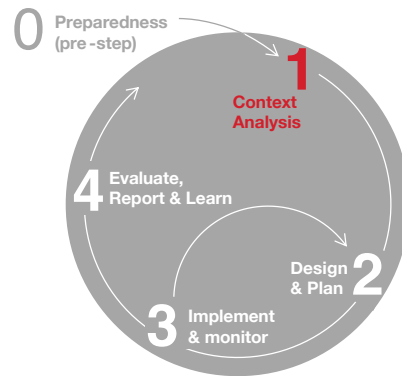 0 Preparedness
(pre -step)
1
Context
Analysis
Design
& Plan 2
3 Implement
& monitor
4 Evaluate,
Report & Learn